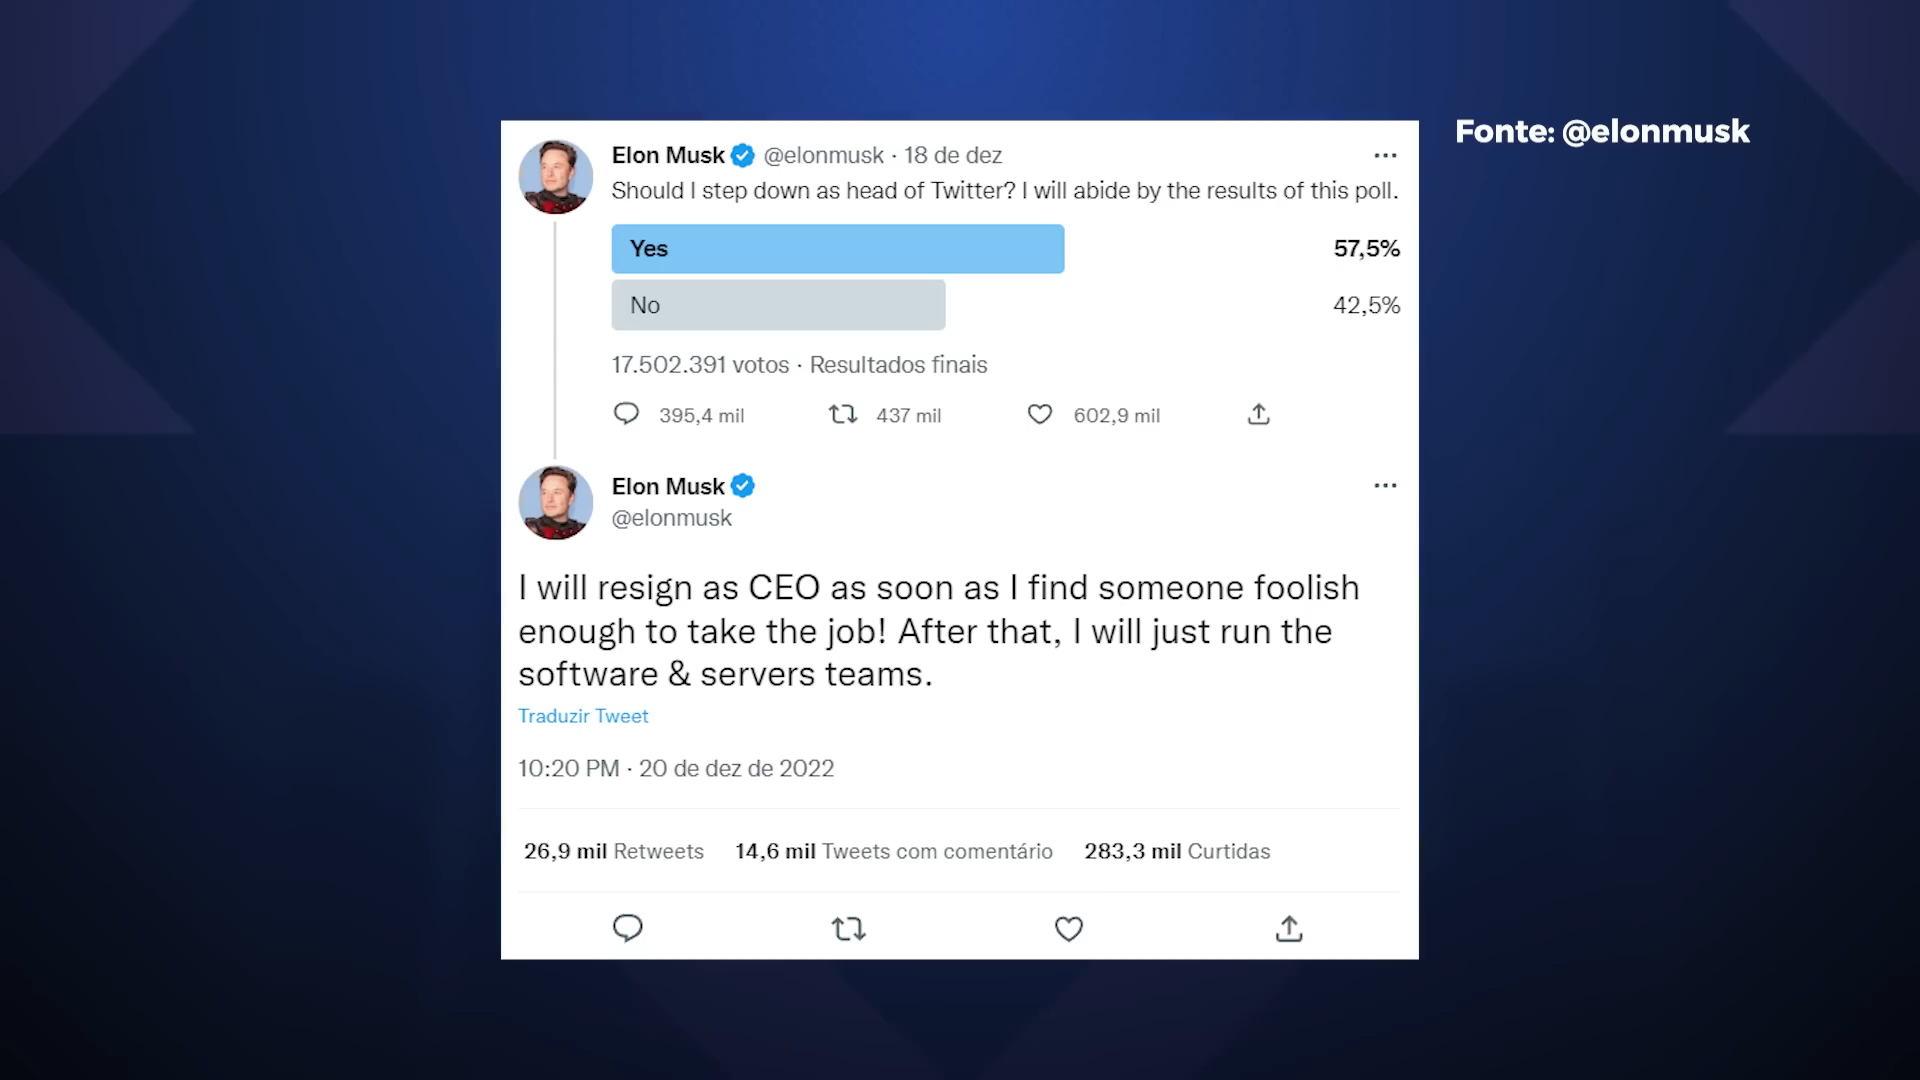 Fonte: @elonmusk
Elon Musk @elonmusk · 18 de dez
Should I step down as head of Twitter? I will abide by the results of this poll.
Yes 57,5%
No 42,5%
17.502.391 votos · Resultados finais
395,4 mil 437 mil 602,9 mil
Elon Musk
@elonmusk
I will resign as CEO as soon as I find someone foolish
enough to take the job! After that, I will just run the
software & servers teams.
Traduzir Tweet
10:20 PM · 20 de dez de 2022
26,9 mil Retweets 14,6 mil Tweets com comentário 283,3 mil Curtidas